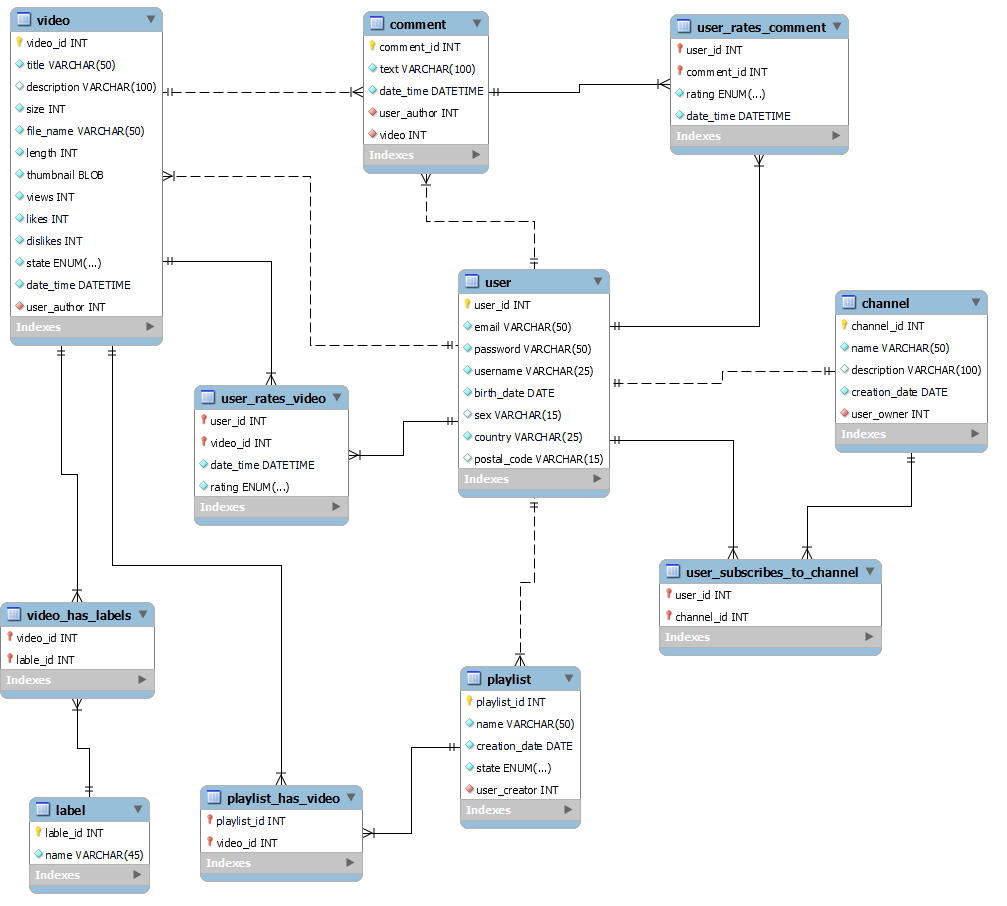 video
video_id INT
title VARCHAR(50)
description VARCHAR(100)
size INT
file_name VARCHAR(50)
length INT
thumbnail BLOB
views INT
likes INT
dislikes INT
state ENUM(...)
date_time DATETIME
user_author INT
Indexes
comment
comment_id INT
text VARCHAR(100)
date_time DATETIME
user_author INT
video INT
Indexes
user_rates_comment
user_id INT
comment_id INT
rating ENUM(...)
date_time DATETIME
Indexes
user
user_id INT
email VARCHAR(50)
password VARCHAR(50)
username VARCHAR(25)
birth_date DATE
sex VARCHAR(15)
country VARCHAR(25)
postal_code VARCHAR(15)
Indexes
channel
channel_id INT
name VARCHAR(50)
description VARCHAR(100)
creation_date DATE
user_owner INT
Indexes
user_rates_video
user_id INT
video_id INT
date_time DATETIME
rating ENUM(...)
Indexes
user_subscribes_to_channel
user_id INT
channel_id INT
Indexes
video_has_labels
video_id INT
lable_id INT
Indexes
playlist
playlist_id INT
name VARCHAR(50)
creation_date DATE
state ENUM(...)
user_creator INT
Indexes
label
lable_id INT
name VARCHAR(45)
Indexes
playlist_has_video
playlist_id INT
video_id INT
Indexes